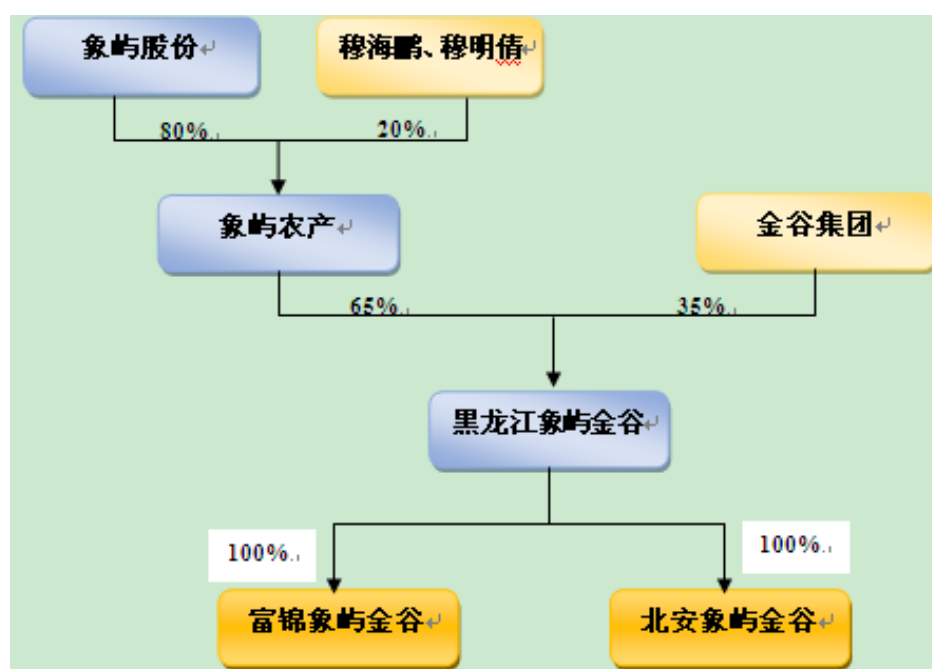 象屿股份
穆海鹏、穆明倩
80%
20%
象屿农产
金谷集团
65%
35%
黑龙江象屿金谷
100%
100%
富锦象屿金谷
北安象屿金谷